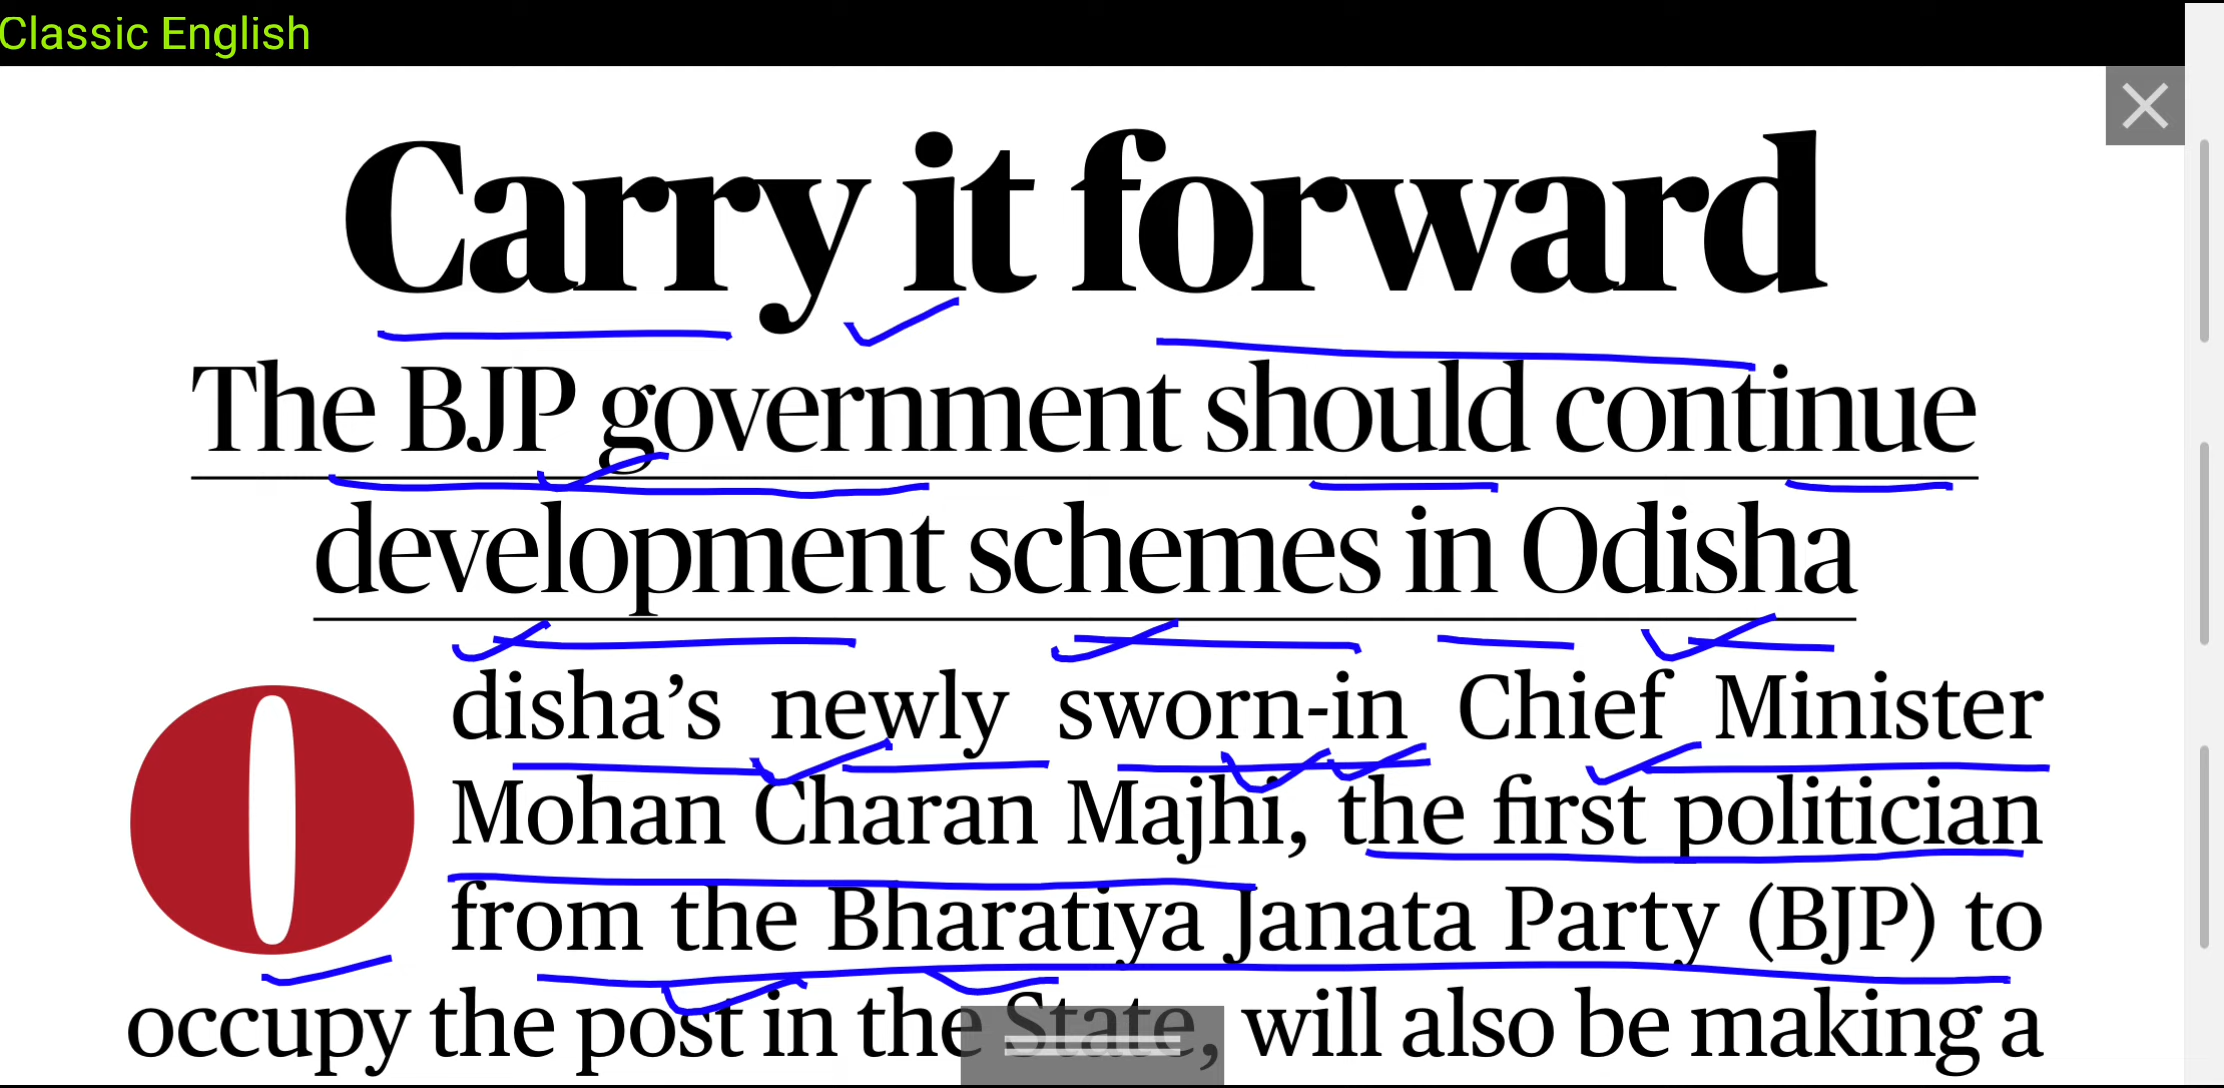 Classic English
Carry it forward
The BJP government should continue
development schemes in Odisha
Odisha’s newly sworn-in Chief Minister
Mohan Charan Majhi, the first politician
from the Bharatiya Janata Party (BJP) to
occupy the post in the State, will also be making a